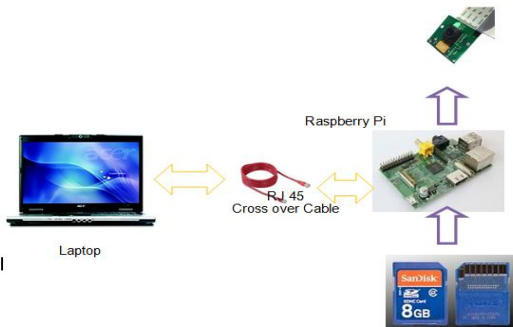 Raspberry Pi
RJ 45
Cross over Cable
Laptop
SanDisk
8GB